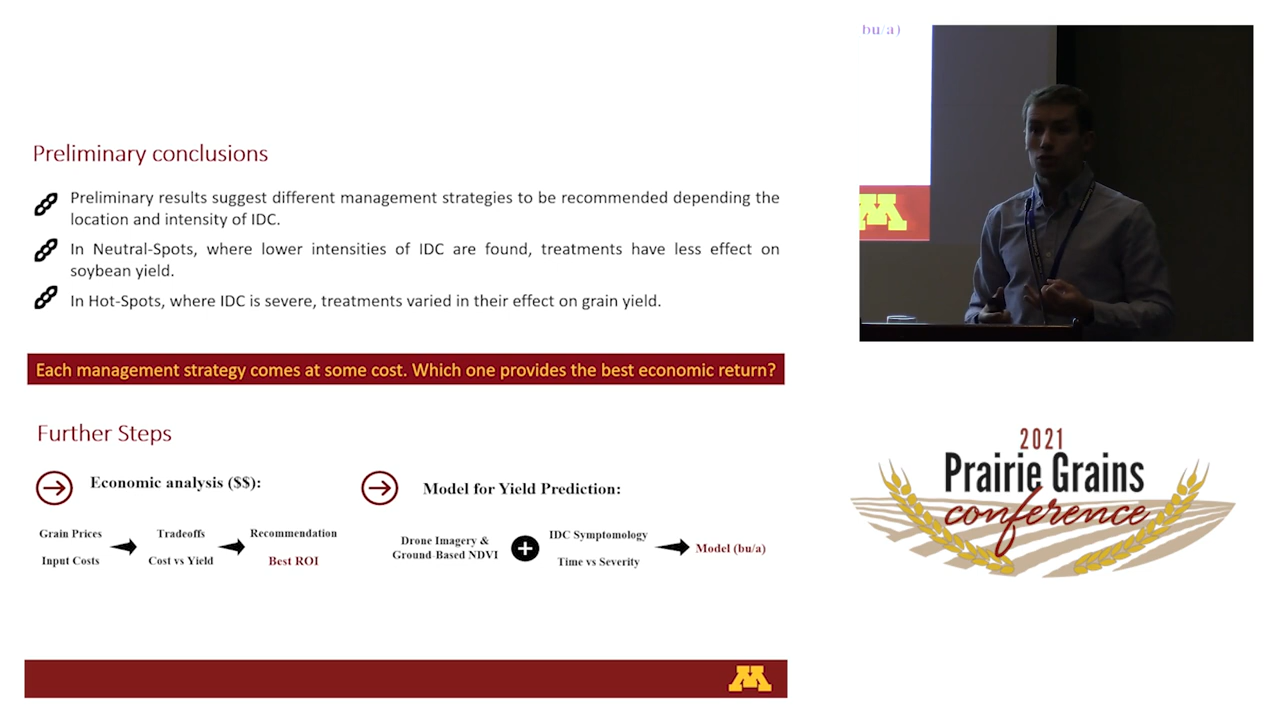 Preliminary conclusions
Preliminary results suggest different management strategies to be recommended depending the
location and intensity of IDC.
In Neutral-Spots, where lower intensities of IDC are found, treatments have less effect on
soybean yield.
In Hot-Spots, where IDC is severe, treatments varied in their effect on grain yield.
Each management strategy comes at some cost. Which one provides the best economic return?
Further Steps
Economic analysis ($$):
Grain Prices
Input Costs
Tradeoffs
Cost vs Yield
Recommendation
Best ROI
Model for Yield Prediction:
Drone Imagery &
Ground-Based NDVI
IDC Symptomology
Time vs Severity
Model (bu/a)
M
bu/a)
M
2021
Prairie Grains
conference